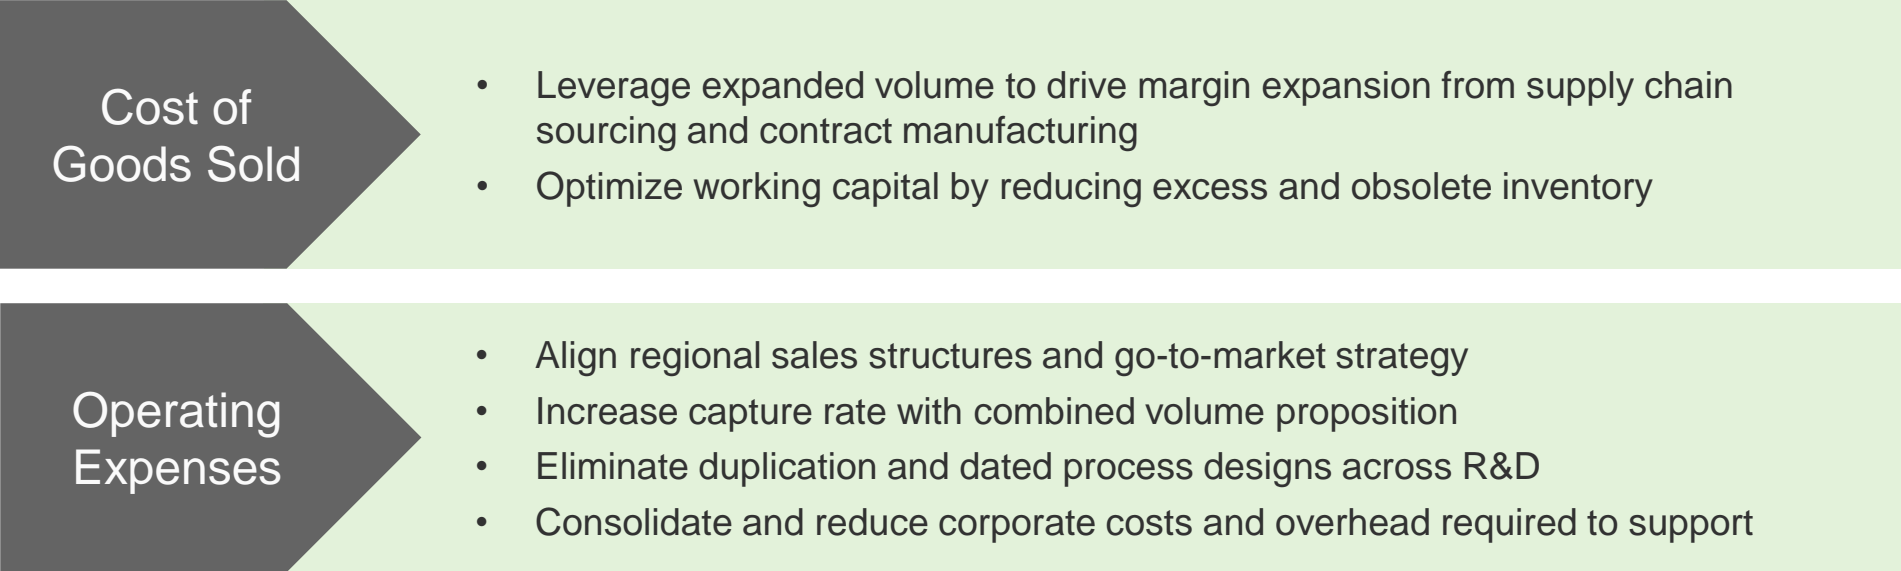 Cost of
Goods Sold
• Leverage expanded volume to drive margin expansion from supply chain
sourcing and contract manufacturing
• Optimize working capital by reducing excess and obsolete inventory
Operating
Expenses
• Align regional sales structures and go-to-market strategy
• Increase capture rate with combined volume proposition
• Eliminate duplication and dated process designs across R&D
• Consolidate and reduce corporate costs and overhead required to support